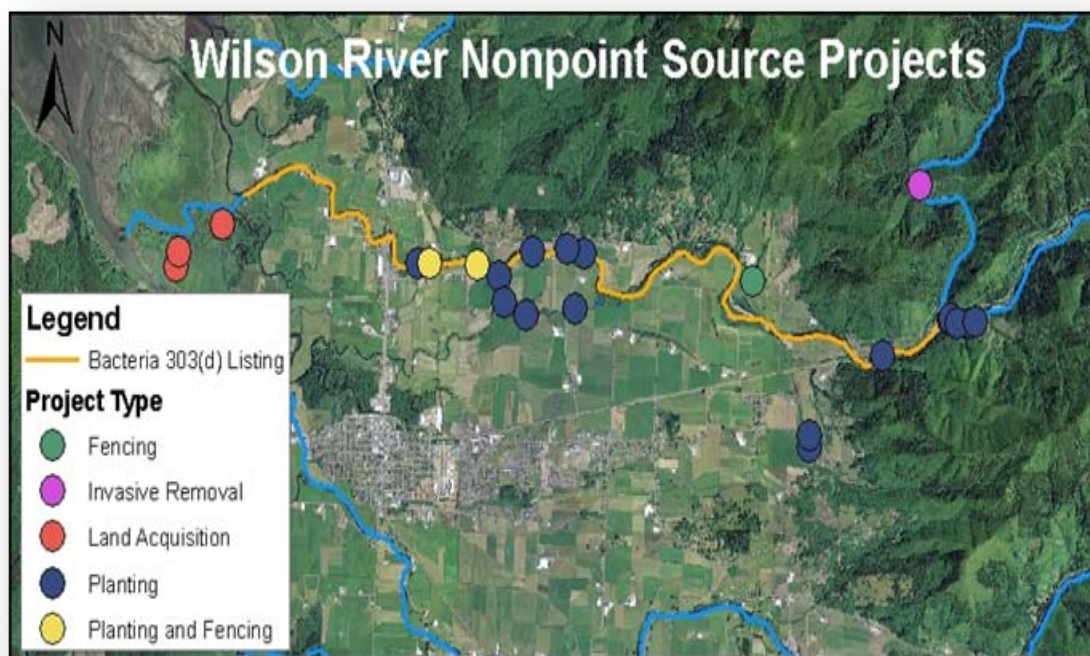 Wilson River Nonpoint Source Projects
N
Legend
Bacteria 303(d) Listing
Project Type
Fencing
Invasive Removal
Land Acquisition
Planting
Planting and Fencing